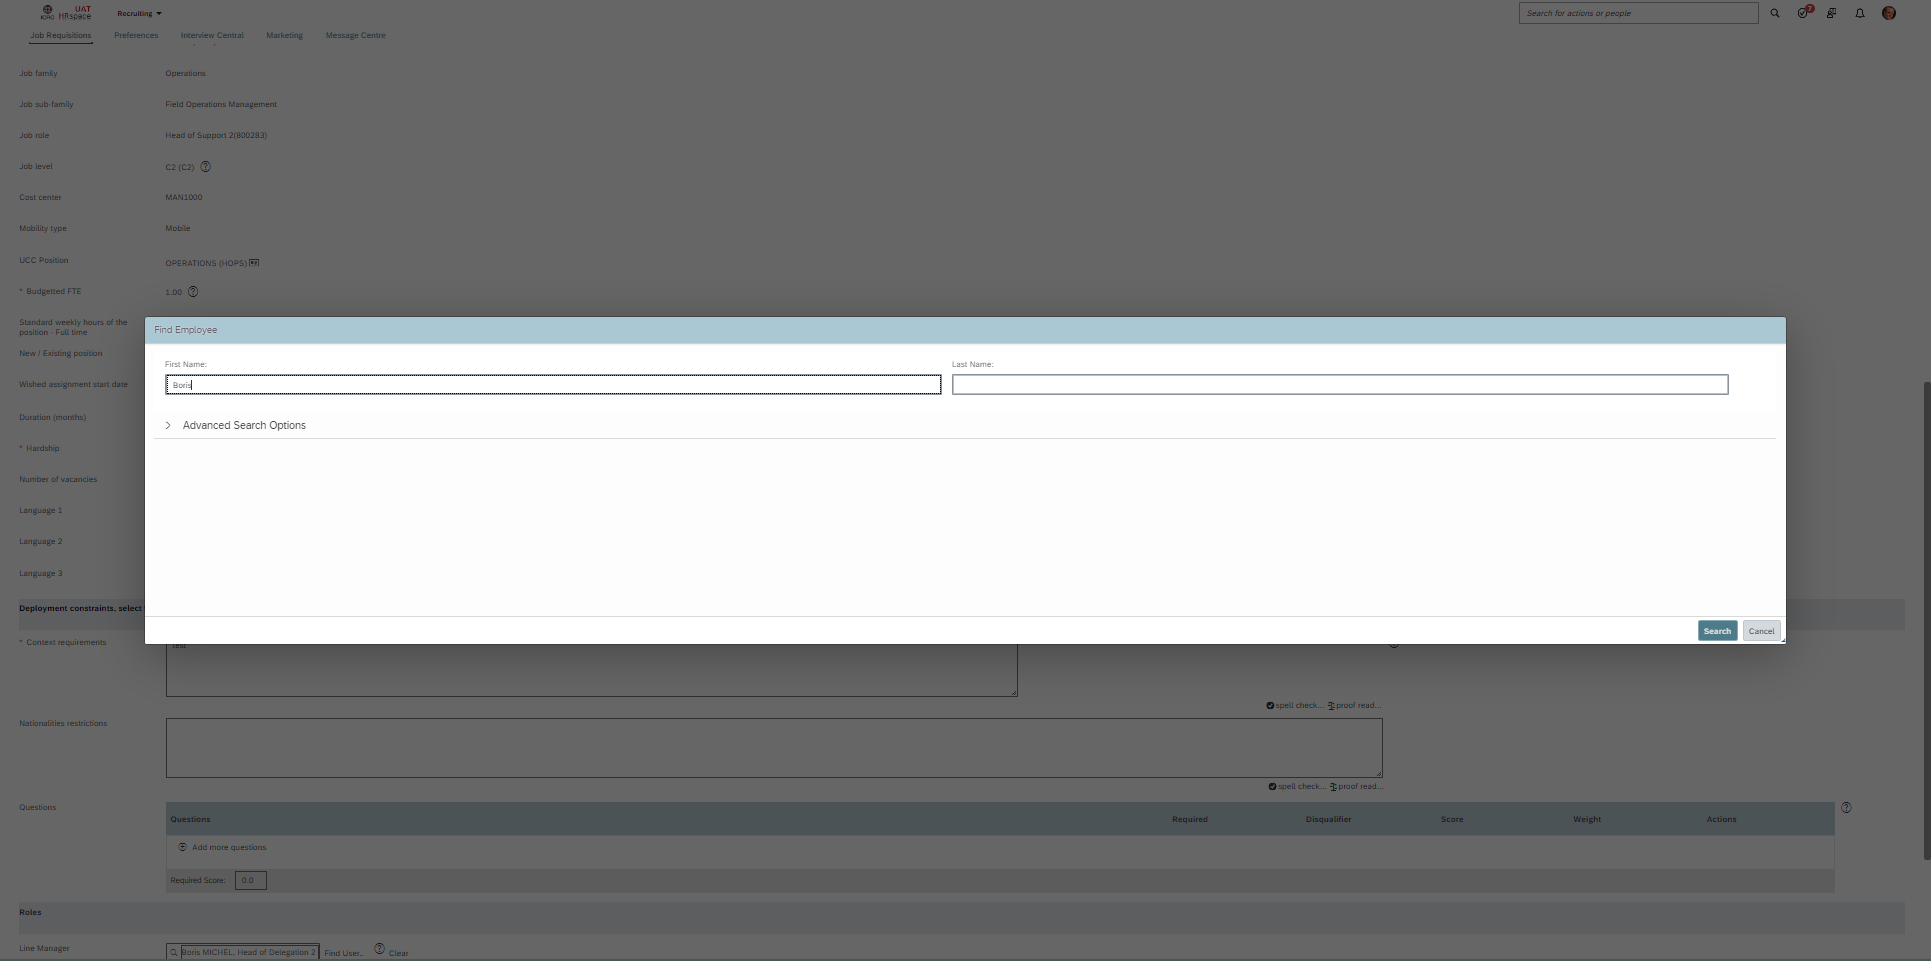 UAT
ICRC HRspace
Recruiting
Search for actions or people
7
Job Requisitions
Preferences
Interview Central
Marketing
Message Centre
Job family
Operations
Job sub-family
Field Operations Management
Job role
Head of Support 2(800283)
Job level
C2 (C2)
Cost center
MAN1000
Mobility type
Mobile
UCC Position
OPERATIONS (HOPS)
* Budgetted FTE
1.00
Standard weekly hours of the
position - Full time
New / Existing position
Wished assignment start date
Duration (months)
* Hardship
Number of vacancies
Language 1
Language 2
Language 3
Find Employee
First Name:
Last Name:
Boris
Advanced Search Options
Search
Cancel
Deployment constraints, select
* Context requirements
Test
spell check...
proof read...
Nationalities restrictions
spell check...
proof read...
Questions
Questions
Required
Disqualifier
Score
Weight
Actions
Add more questions
Required Score:
0.0
Roles
Line Manager
Boris MICHEL, Head of Delegation 2
Find User..
Clear